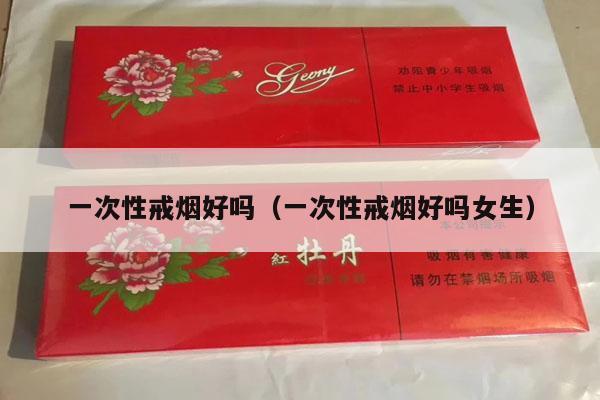 Geony
劝阻青少年吸烟
禁止中小学生吸烟
一次性戒烟好吗（一次性戒烟好吗女生）
本公司提示
吸烟有害健康
请勿在禁烟场所吸烟
紅牡丹